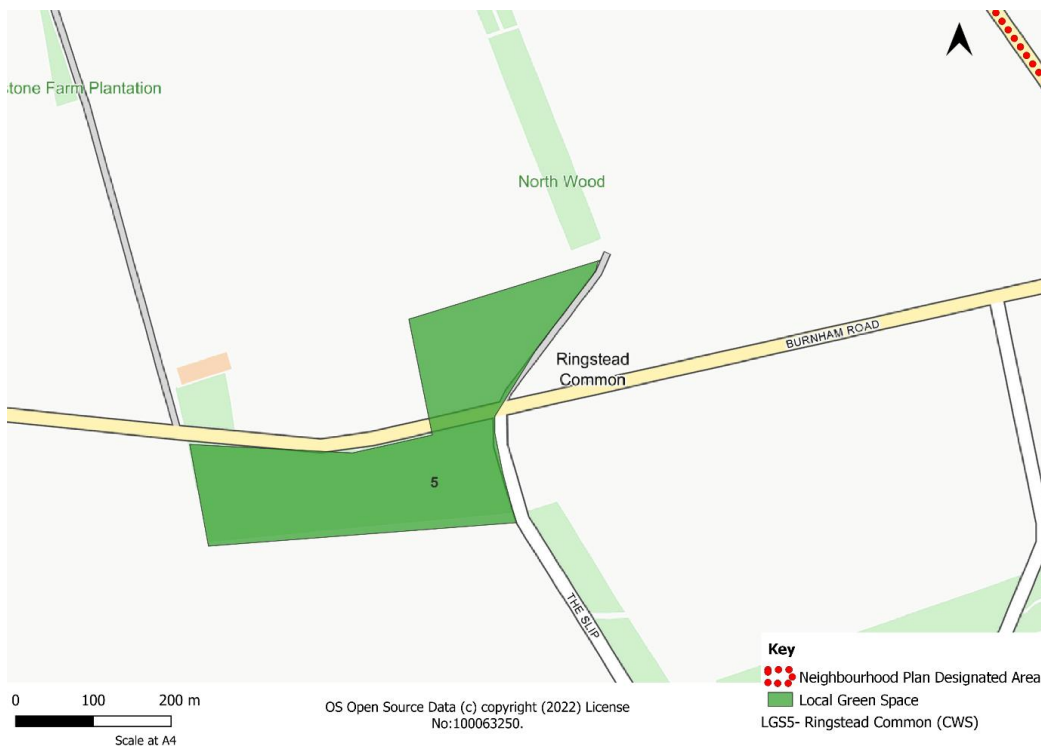 stone Farm Plantation
North Wood
Ringstead
Common
BURNHAM ROAD
5
THE SLIP
Key
Neighbourhood Plan Designated Area
Local Green Space
LGS5- Ringstead Common (CWS)
0 100 200 m
Scale at A4
OS Open Source Data (c) copyright (2022) License
No:100063250.